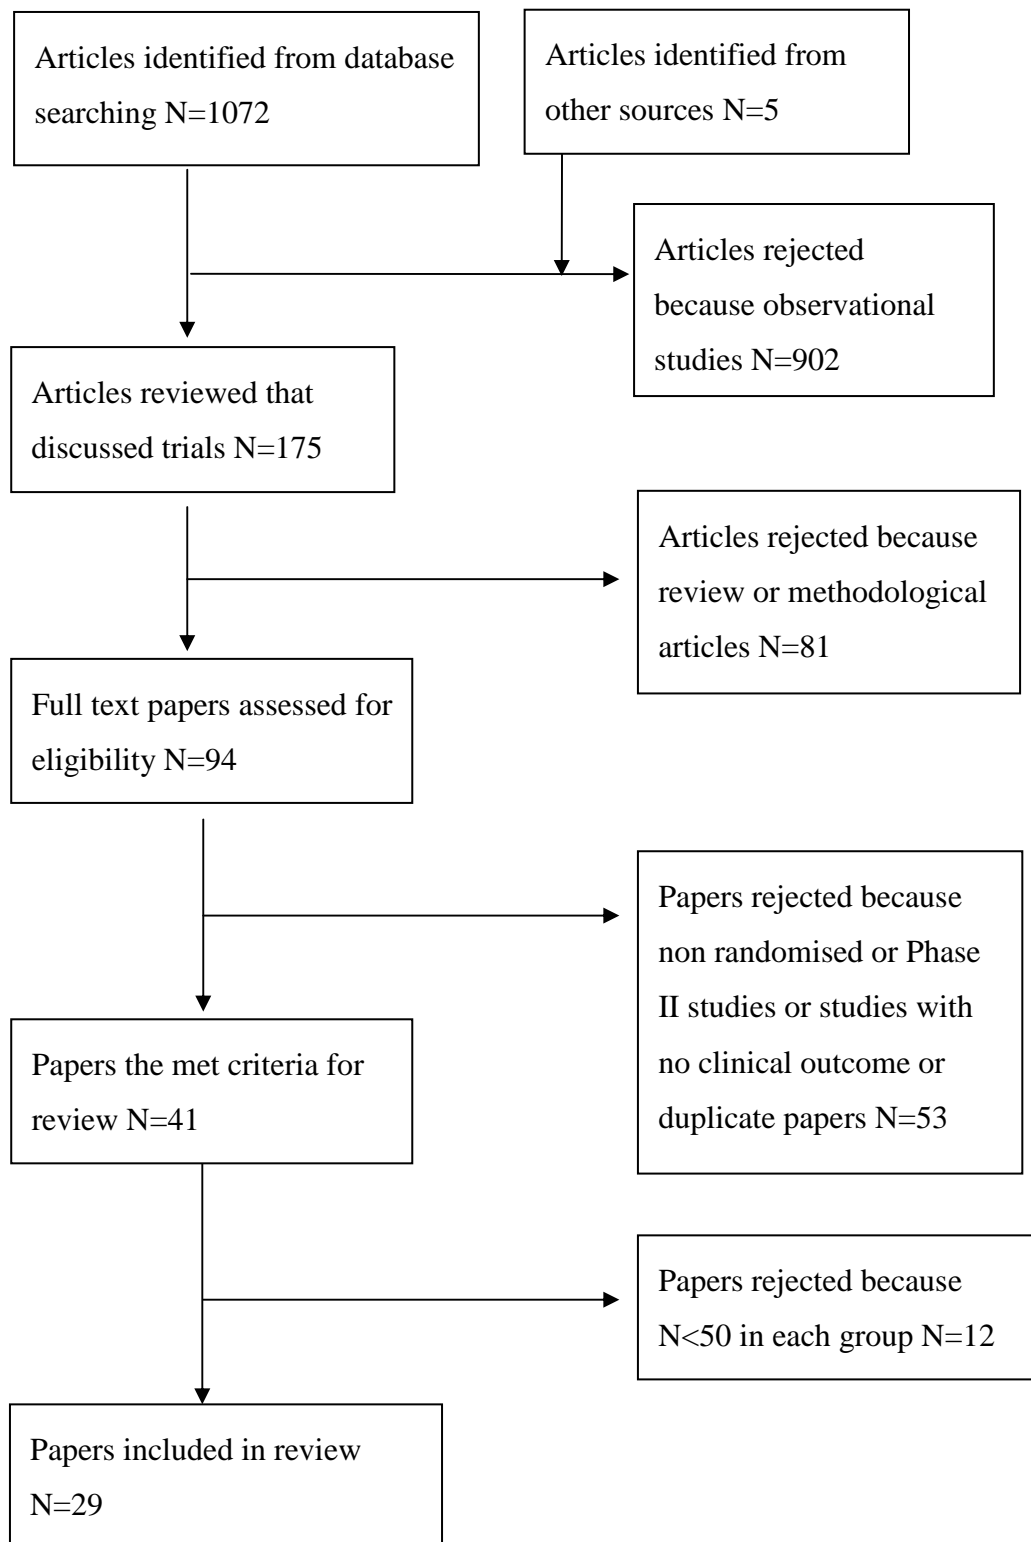 Articles identified from database
searching N=1072
Articles identified from
other sources N=5
Articles rejected
because observational
studies N=902
Articles reviewed that
discussed trials N=175
Articles rejected because
review or methodological
articles N=81
Full text papers assessed for
eligibility N=94
Papers rejected because
non randomised or Phase
II studies or studies with
no clinical outcome or
duplicate papers N=53
Papers the met criteria for
review N=41
Papers rejected because
N<50 in each group N=12
Papers included in review
N=29